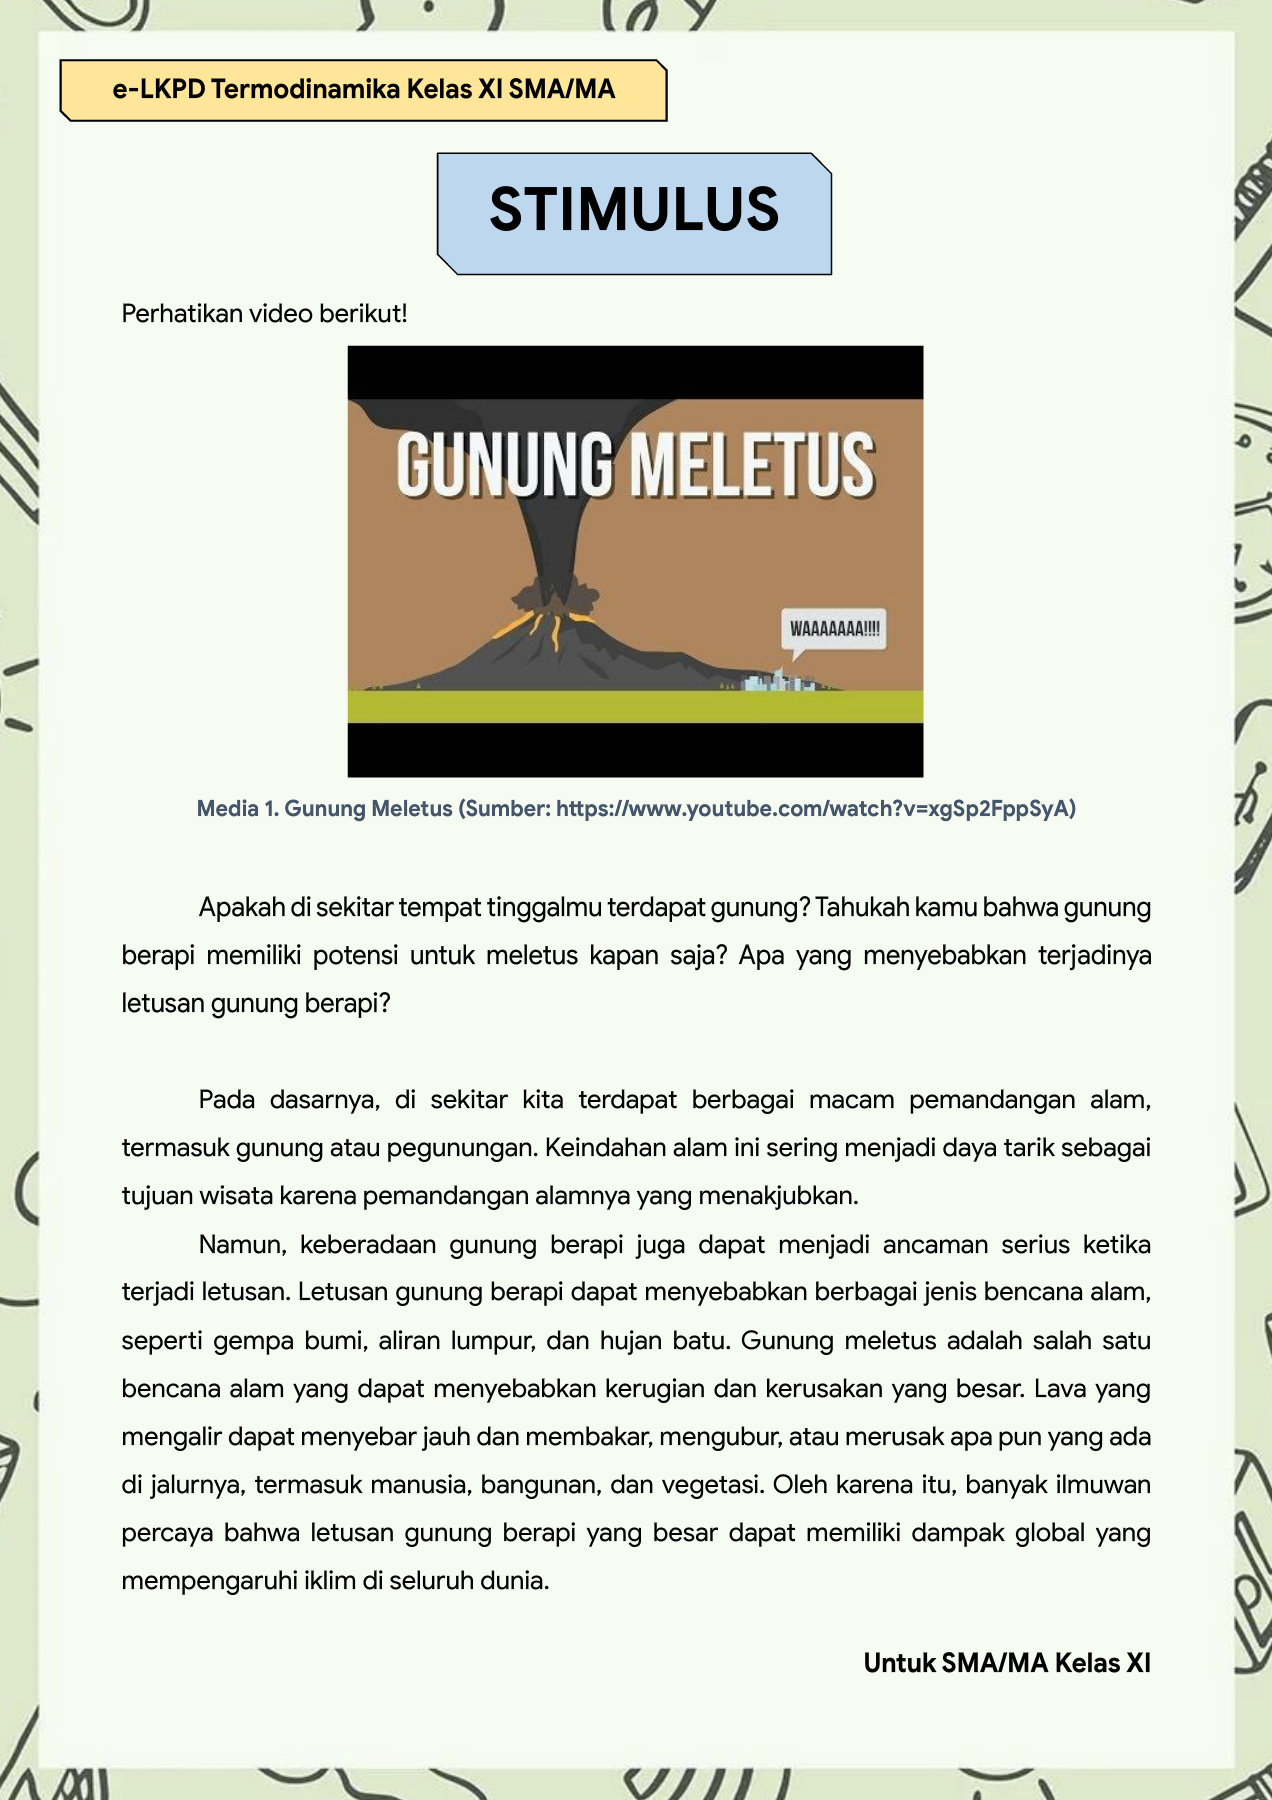 e-LKPD Termodinamika Kelas XI SMA/MA
STIMULUS
Perhatikan video berikut!
GUNUNG MELETUS
WAAAAAAA!!!!
Media 1. Gunung Meletus (Sumber: https://www.youtube.com/watch?v=xgSp2FppSyA)
Apakah di sekitar tempat tinggalmu terdapat gunung? Tahukah kamu bahwa gunung
berapi memiliki potensi untuk meletus kapan saja? Apa yang menyebabkan terjadinya
letusan gunung berapi?
Pada dasarnya, di sekitar kita terdapat berbagai macam pemandangan alam,
termasuk gunung atau pegunungan. Keindahan alam ini sering menjadi daya tarik sebagai
tujuan wisata karena pemandangan alamnya yang menakjubkan.
Namun, keberadaan gunung berapi juga dapat menjadi ancaman serius ketika
terjadi letusan. Letusan gunung berapi dapat menyebabkan berbagai jenis bencana alam,
seperti gempa bumi, aliran lumpur, dan hujan batu. Gunung meletus adalah salah satu
bencana alam yang dapat menyebabkan kerugian dan kerusakan yang besar. Lava yang
mengalir dapat menyebar jauh dan membakar, mengubur, atau merusak apa pun yang ada
di jalurnya, termasuk manusia, bangunan, dan vegetasi. Oleh karena itu, banyak ilmuwan
percaya bahwa letusan gunung berapi yang besar dapat memiliki dampak global yang
mempengaruhi iklim di seluruh dunia.
Untuk SMA/MA Kelas XI